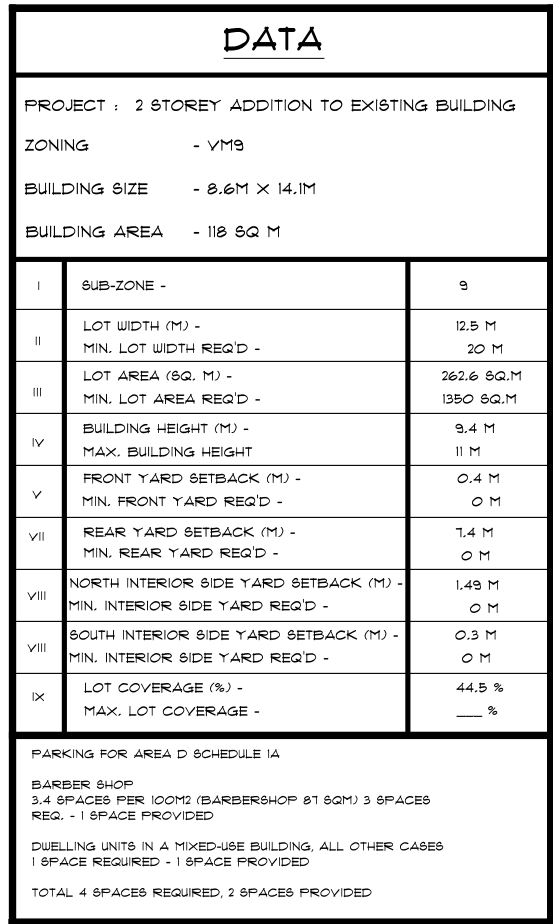 DATA
PROJECT : 2 STOREY ADDITION TO EXISTING BUILDING
ZONING - VM9
BUILDING SIZE - 8.6M X 14.1M
BUILDING AREA - 118 SQ M
I SUB-ZONE - 9
II LOT WIDTH (M) - 12.5 M
MIN. LOT WIDTH REQ'D - 20 M
III LOT AREA (SQ. M) - 262.6 SQ.M
MIN. LOT AREA REQ'D - 1350 SQ.M
IV BUILDING HEIGHT (M) - 9.4 M
MAX. BUILDING HEIGHT 11 M
V FRONT YARD SETBACK (M) - 0.4 M
MIN. FRONT YARD REQ'D - 0 M
VII REAR YARD SETBACK (M) - 7.4 M
MIN. REAR YARD REQ'D - 0 M
VIII NORTH INTERIOR SIDE YARD SETBACK (M) - 1.49 M
MIN. INTERIOR SIDE YARD REQ'D - 0 M
VIII SOUTH INTERIOR SIDE YARD SETBACK (M) - 0.3 M
MIN. INTERIOR SIDE YARD REQ'D - 0 M
IX LOT COVERAGE (%) - 44.5 %
MAX. LOT COVERAGE - ___ %
PARKING FOR AREA D SCHEDULE 1A
BARBER SHOP
3.4 SPACES PER 100M2 (BARBERSHOP 87 SQM) 3 SPACES
REQ. - 1 SPACE PROVIDED
DWELLING UNITS IN A MIXED-USE BUILDING, ALL OTHER CASES
1 SPACE REQUIRED - 1 SPACE PROVIDED
TOTAL 4 SPACES REQUIRED, 2 SPACES PROVIDED